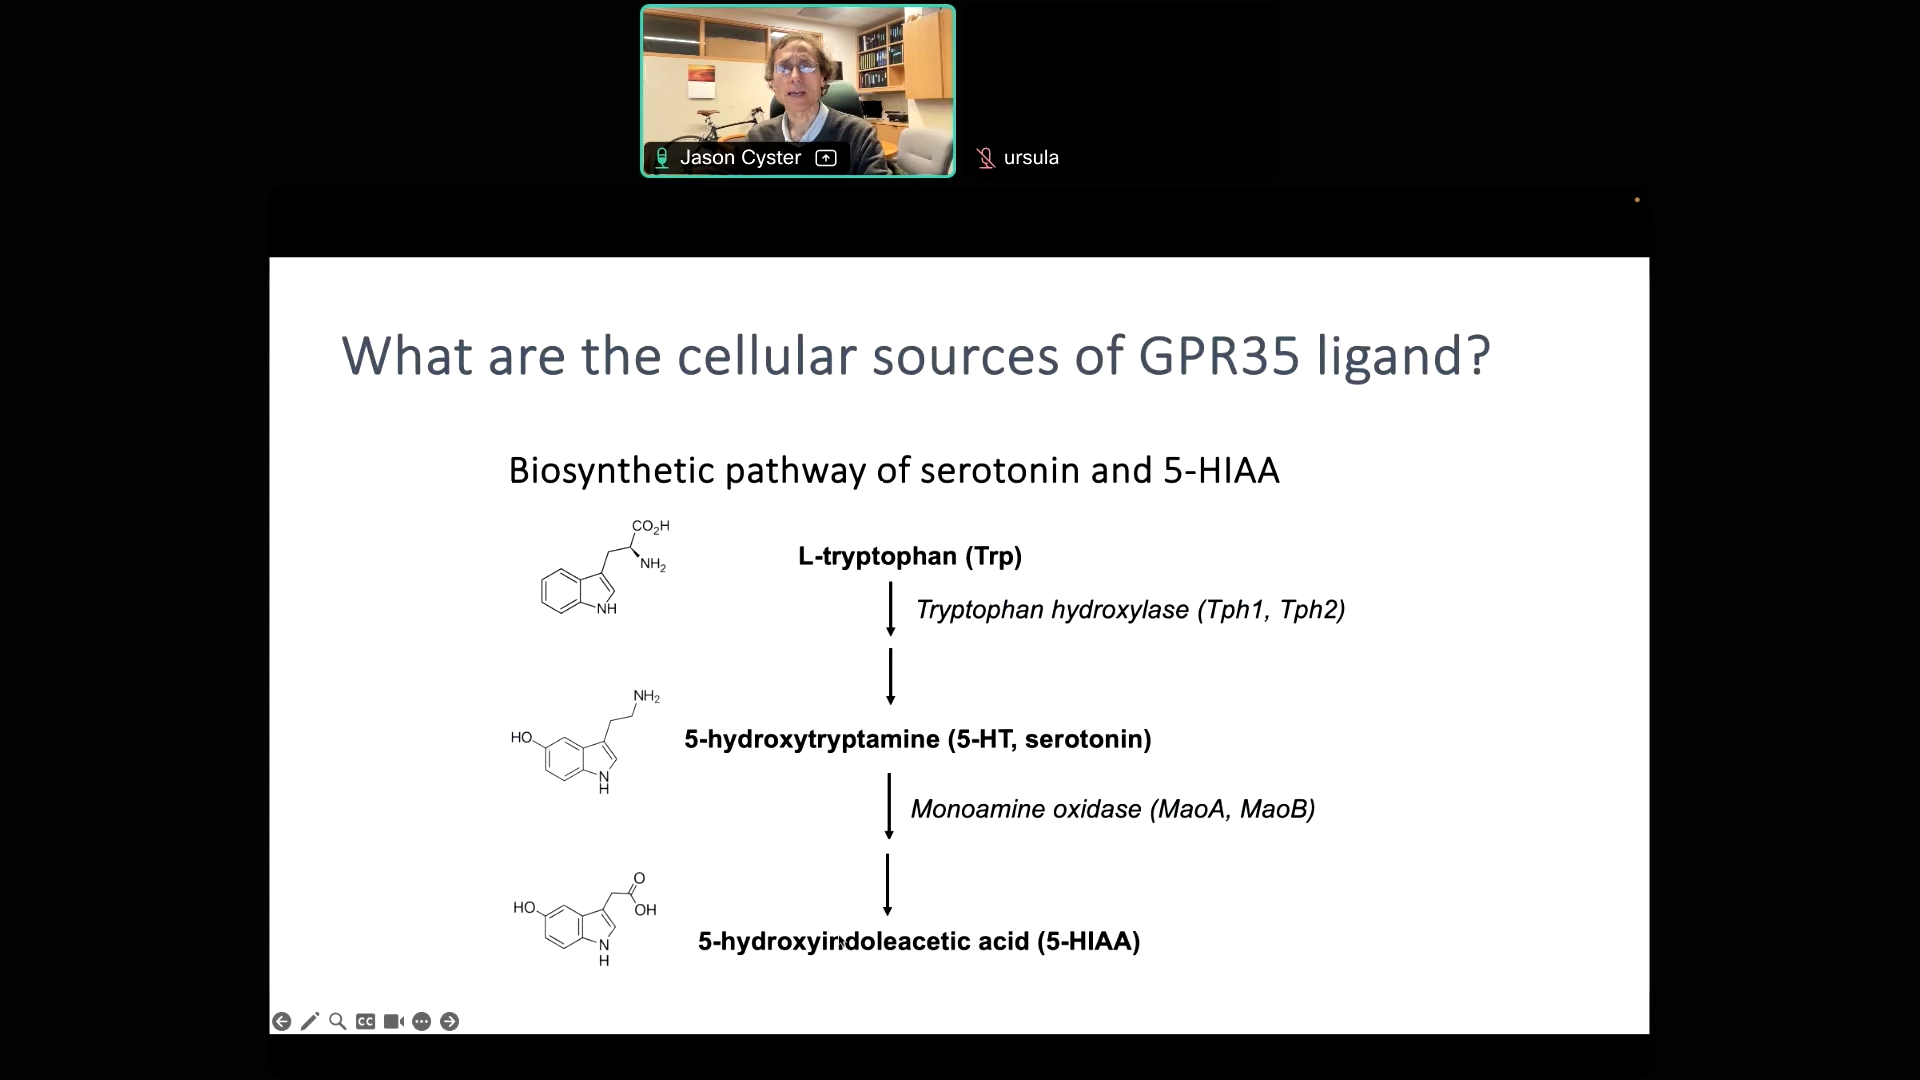 Jason Cyster
ursula
What are the cellular sources of GPR35 ligand?
Biosynthetic pathway of serotonin and 5-HIAA
CO₂H
NH₂
NH
L-tryptophan (Trp)
Tryptophan hydroxylase (Tph1, Tph2)
NH₂
HO
N
H
5-hydroxytryptamine (5-HT, serotonin)
Monoamine oxidase (MaoA, MaoB)
O
HO
OH
N
H
5-hydroxyindoleacetic acid (5-HIAA)
CC